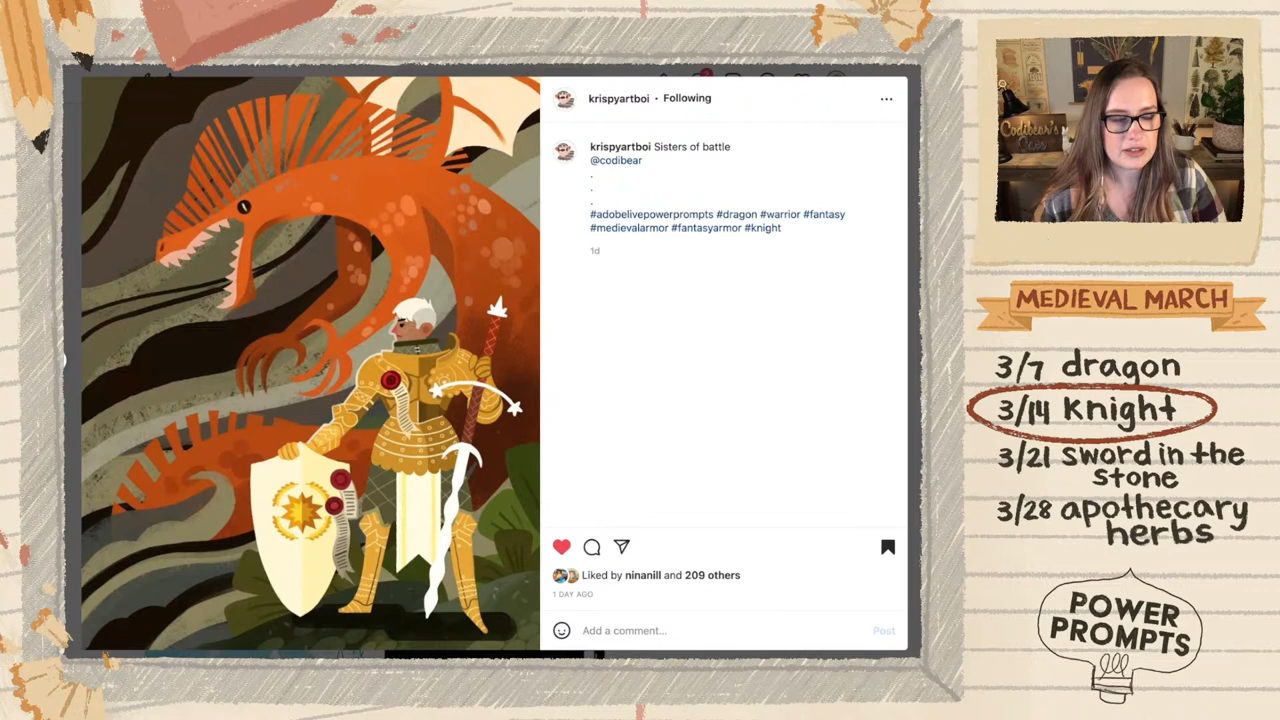 krispyartboi • Following
krispyartboi Sisters of battle
@codibear
.
.
.
#adobelivepowerprompts #dragon #warrior #fantasy
#medievalarmor #fantasyarmor #knight
1d
Liked by ninanill and 209 others
1 DAY AGO
Add a comment...
Post
Codibear's
MEDIEVAL MARCH
3/7 dragon
3/14 knight
3/21 sword in the
stone
3/28 apothecary
herbs
POWER
PROMPTS